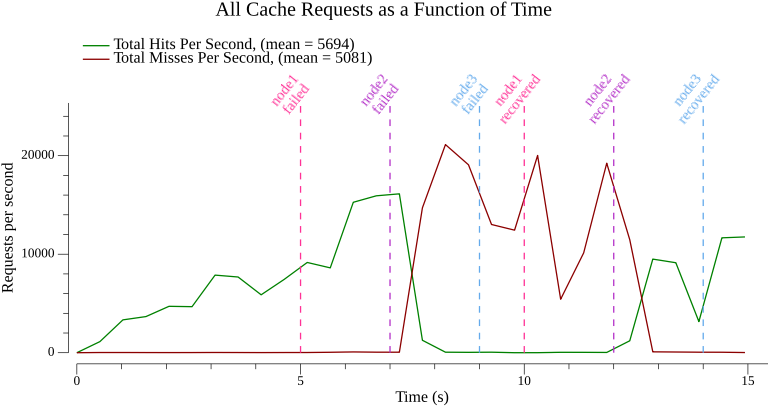 All Cache Requests as a Function of Time
Total Hits Per Second, (mean = 5694)
Total Misses Per Second, (mean = 5081)
node1
failed
node2
failed
node3
failed
node1
recovered
node2
recovered
node3
recovered
Requests per second
20000
10000
0
0
5
10
15
Time (s)